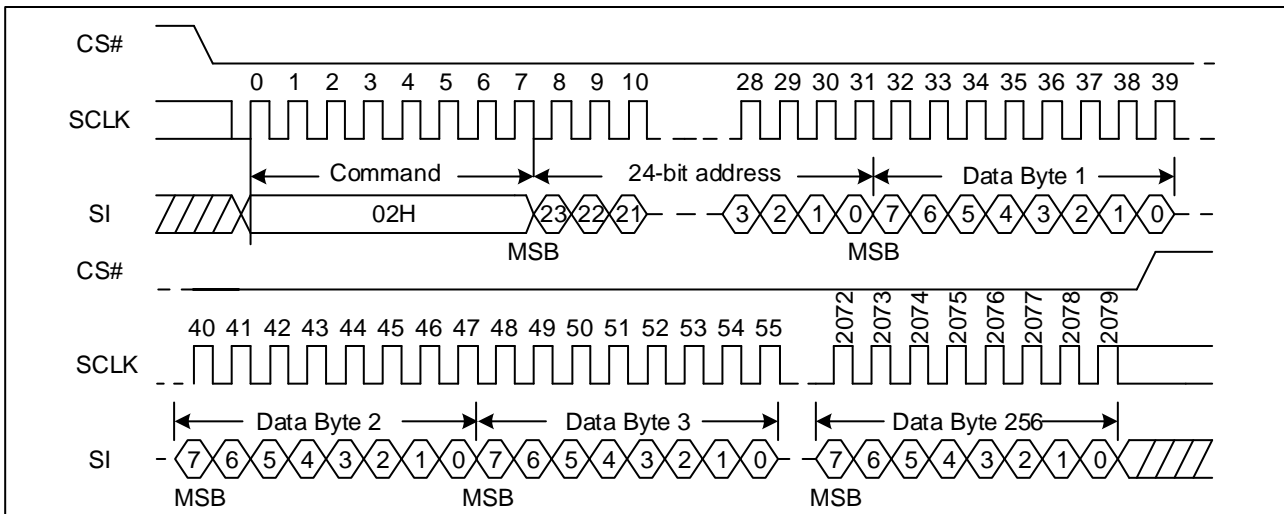 CS#
0 1 2 3 4 5 6 7 8 9 10 28 29 30 31 32 33 34 35 36 37 38 39
SCLK
Command 24-bit address Data Byte 1
SI 02H 23 22 21 3 2 1 0 7 6 5 4 3 2 1 0
MSB MSB
CS#
40 41 42 43 44 45 46 47 48 49 50 51 52 53 54 55 2072 2073 2074 2075 2076 2077 2078 2079
SCLK
Data Byte 2 Data Byte 3 Data Byte 256
SI 7 6 5 4 3 2 1 0 7 6 5 4 3 2 1 0 7 6 5 4 3 2 1 0
MSB MSB MSB